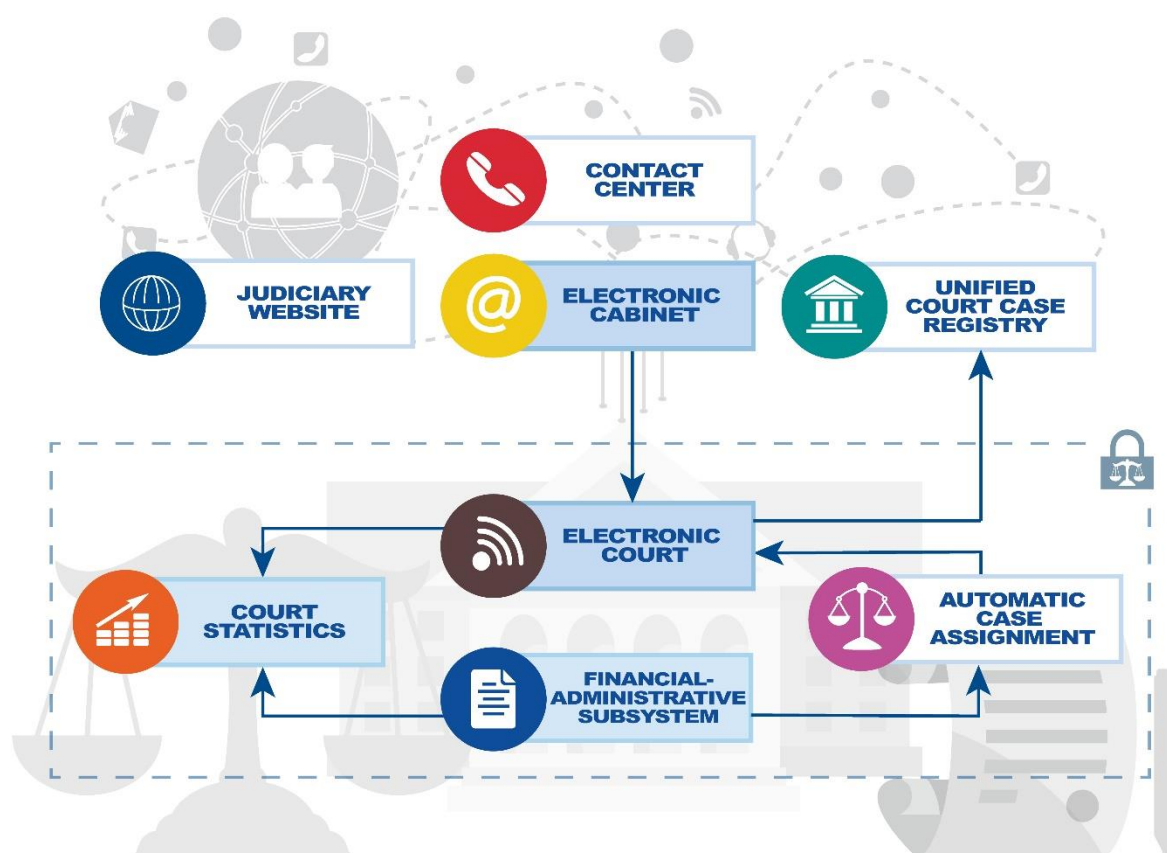 CONTACT
CENTER
JUDICIARY
WEBSITE
@
ELECTRONIC
CABINET
UNIFIED
COURT CASE
REGISTRY
ELECTRONIC
COURT
COURT
STATISTICS
AUTOMATIC
CASE
ASSIGNMENT
FINANCIAL-
ADMINISTRATIVE
SUBSYSTEM